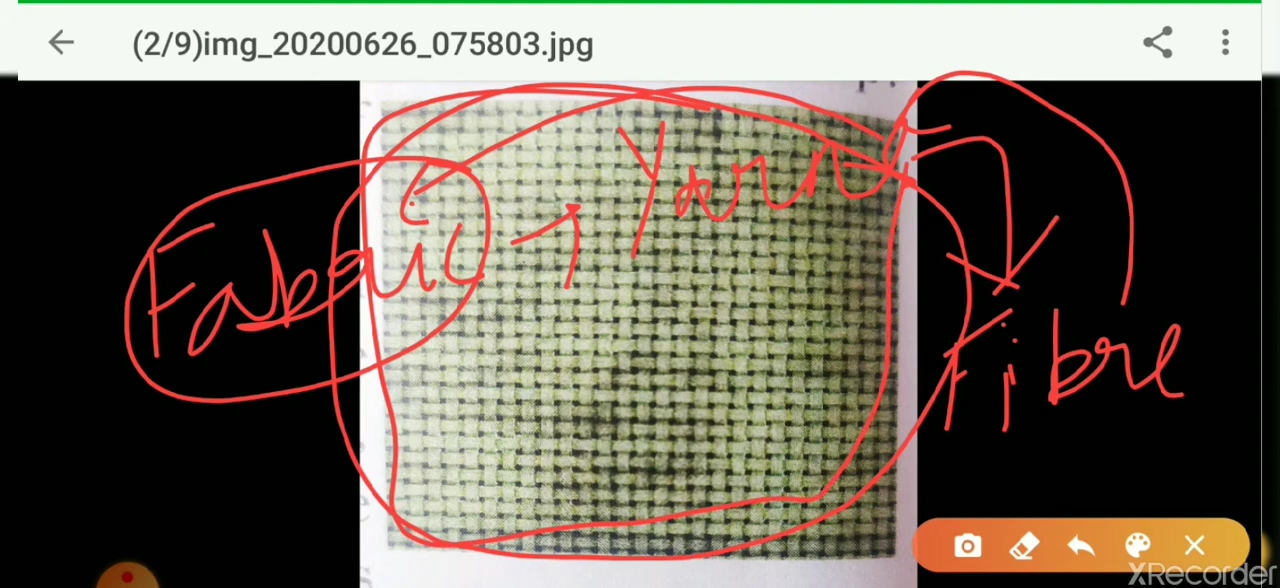 (2/9)img_20200626_075803.jpg
Fabric → Yarn
Fibre
XRecorder